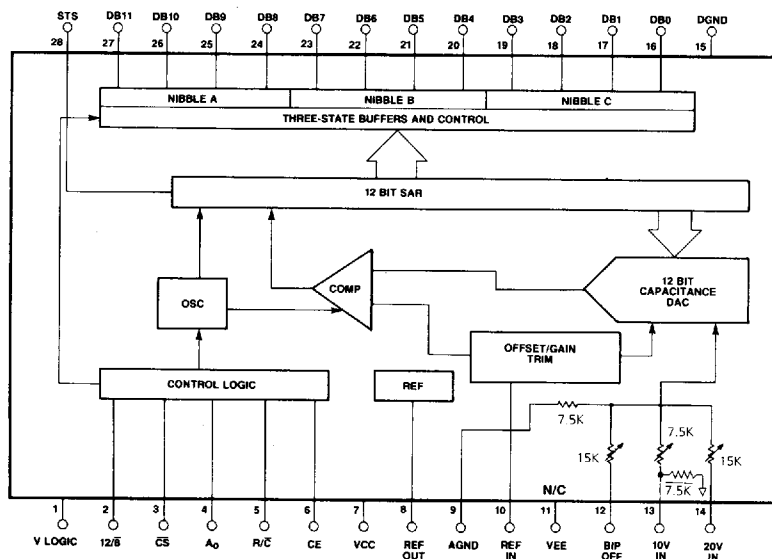 STS DB11 DB10 DB9 DB8 DB7 DB6 DB5 DB4 DB3 DB2 DB1 DB0 DGND
28 27 26 25 24 23 22 21 20 19 18 17 16 15
NIBBLE A NIBBLE B NIBBLE C
THREE-STATE BUFFERS AND CONTROL
12 BIT SAR
OSC
COMP
12 BIT
CAPACITANCE
DAC
OFFSET/GAIN
TRIM
CONTROL LOGIC
REF
7.5K
15K
7.5K
15K
7.5K
N/C
1 2 3 4 5 6 7 8 9 10 11 12 13 14
V LOGIC 12/8̅ C̅S̅ A₀ R/C̅ CE VCC REF OUT AGND REF IN VEE BIP OFF 10V IN 20V IN